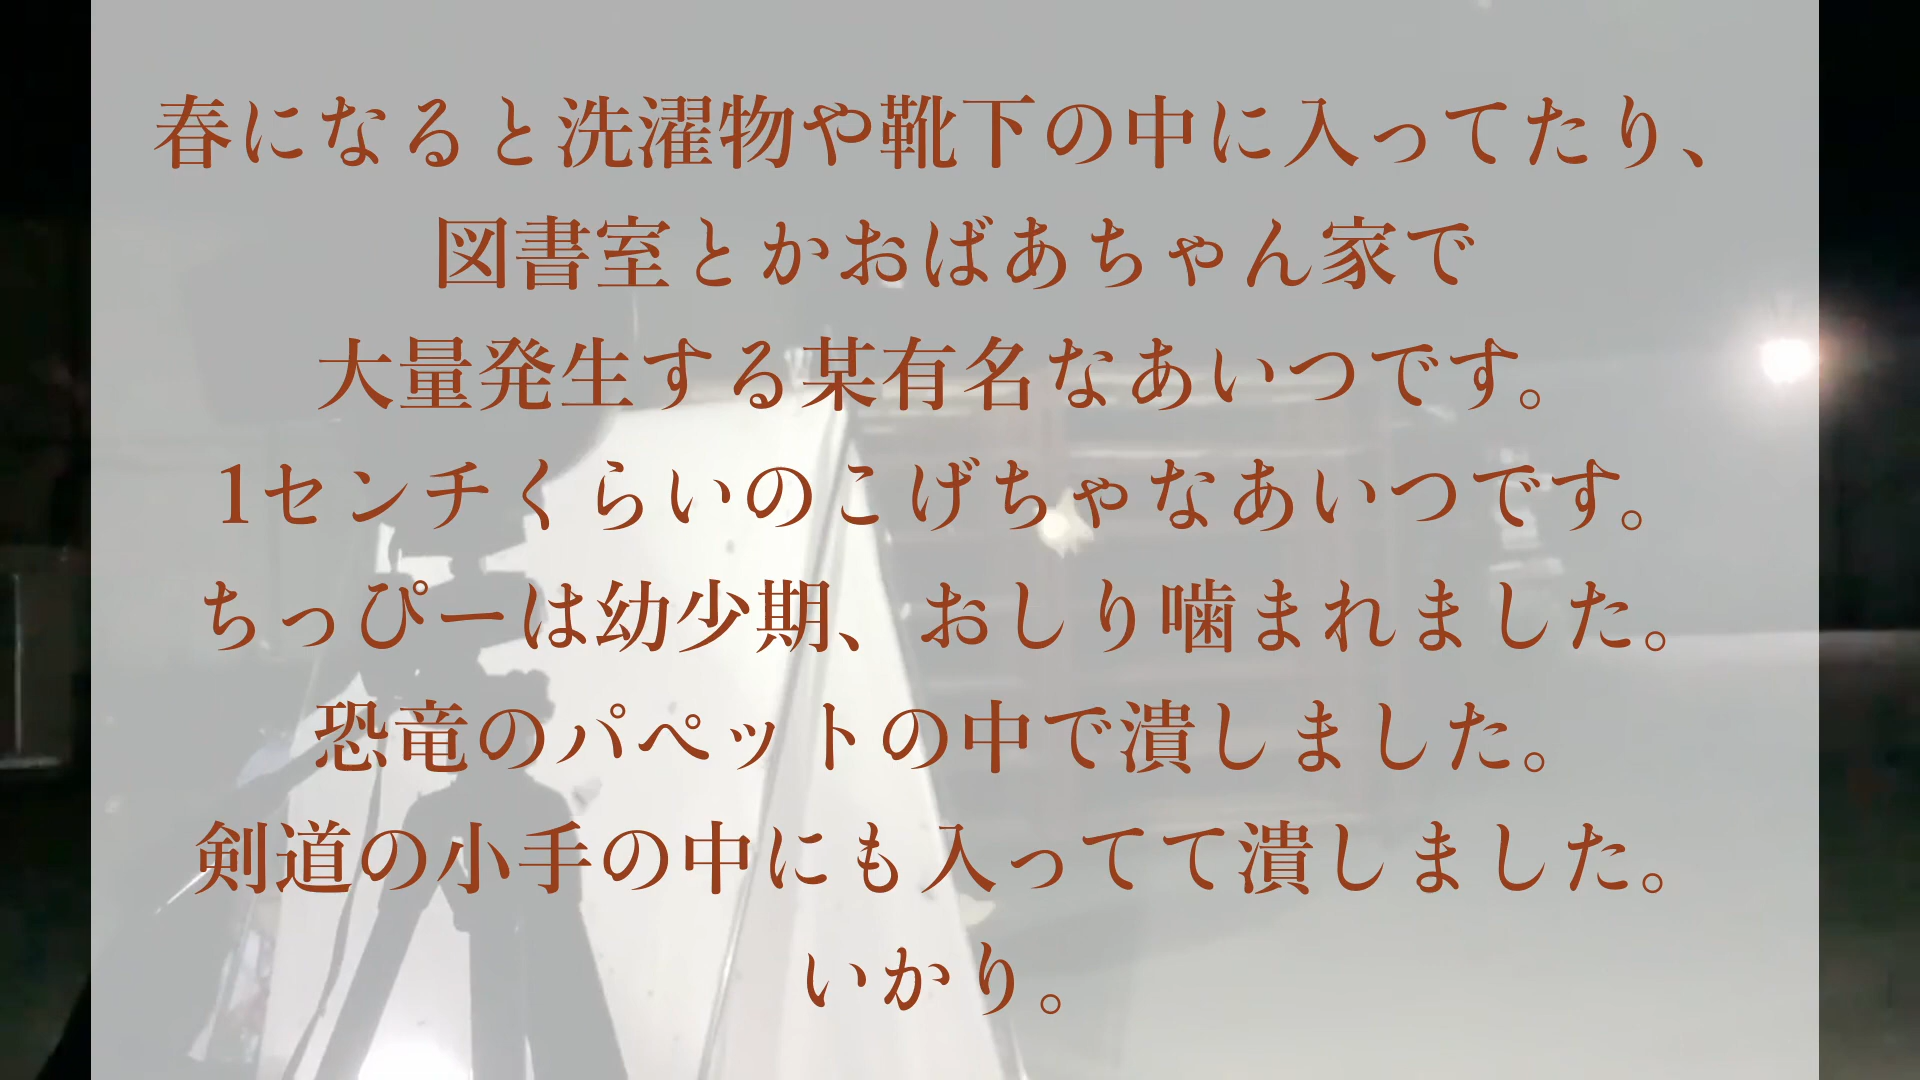 春になると洗濯物や靴下の中に入ってたり、
図書室とかおばあちゃん家で
大量発生する某有名なあいつです。
1センチくらいのこげちゃなあいつです。
ちっぴーは幼少期、おしり噛まれました。
恐竜のパペットの中で潰しました。
剣道の小手の中にも入ってて潰しました。
いかり。